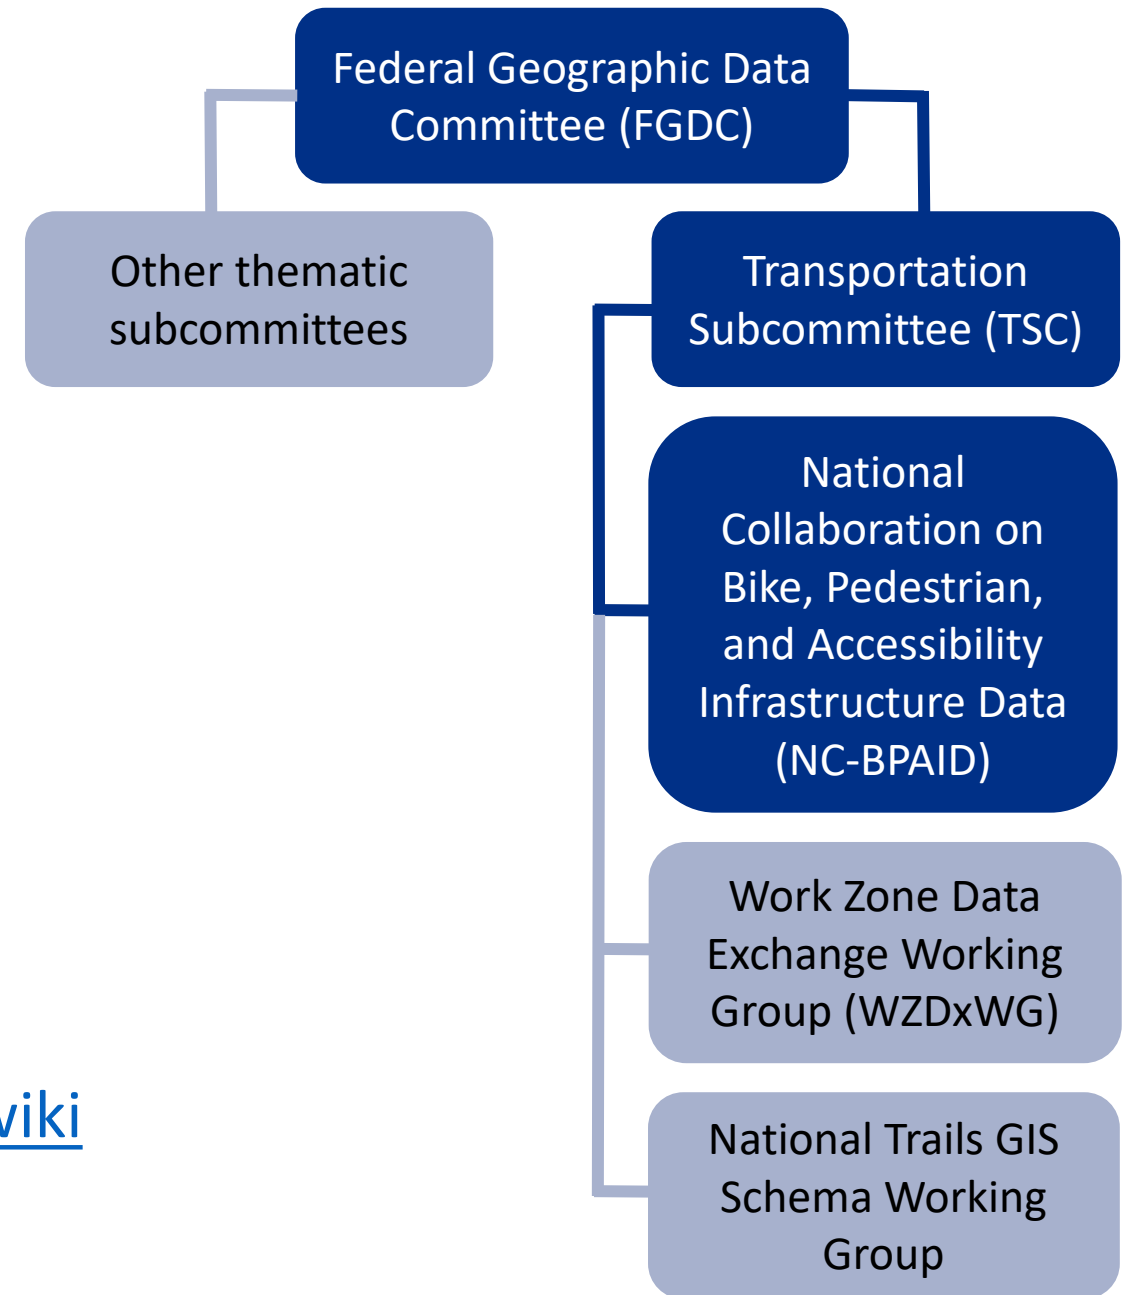 Federal Geographic Data
Committee (FGDC)
Other thematic
subcommittees
Transportation
Subcommittee (TSC)
National
Collaboration on
Bike, Pedestrian,
and Accessibility
Infrastructure Data
(NC-BPAID)
Work Zone Data
Exchange Working
Group (WZDxWG)
wiki
National Trails GIS
Schema Working
Group